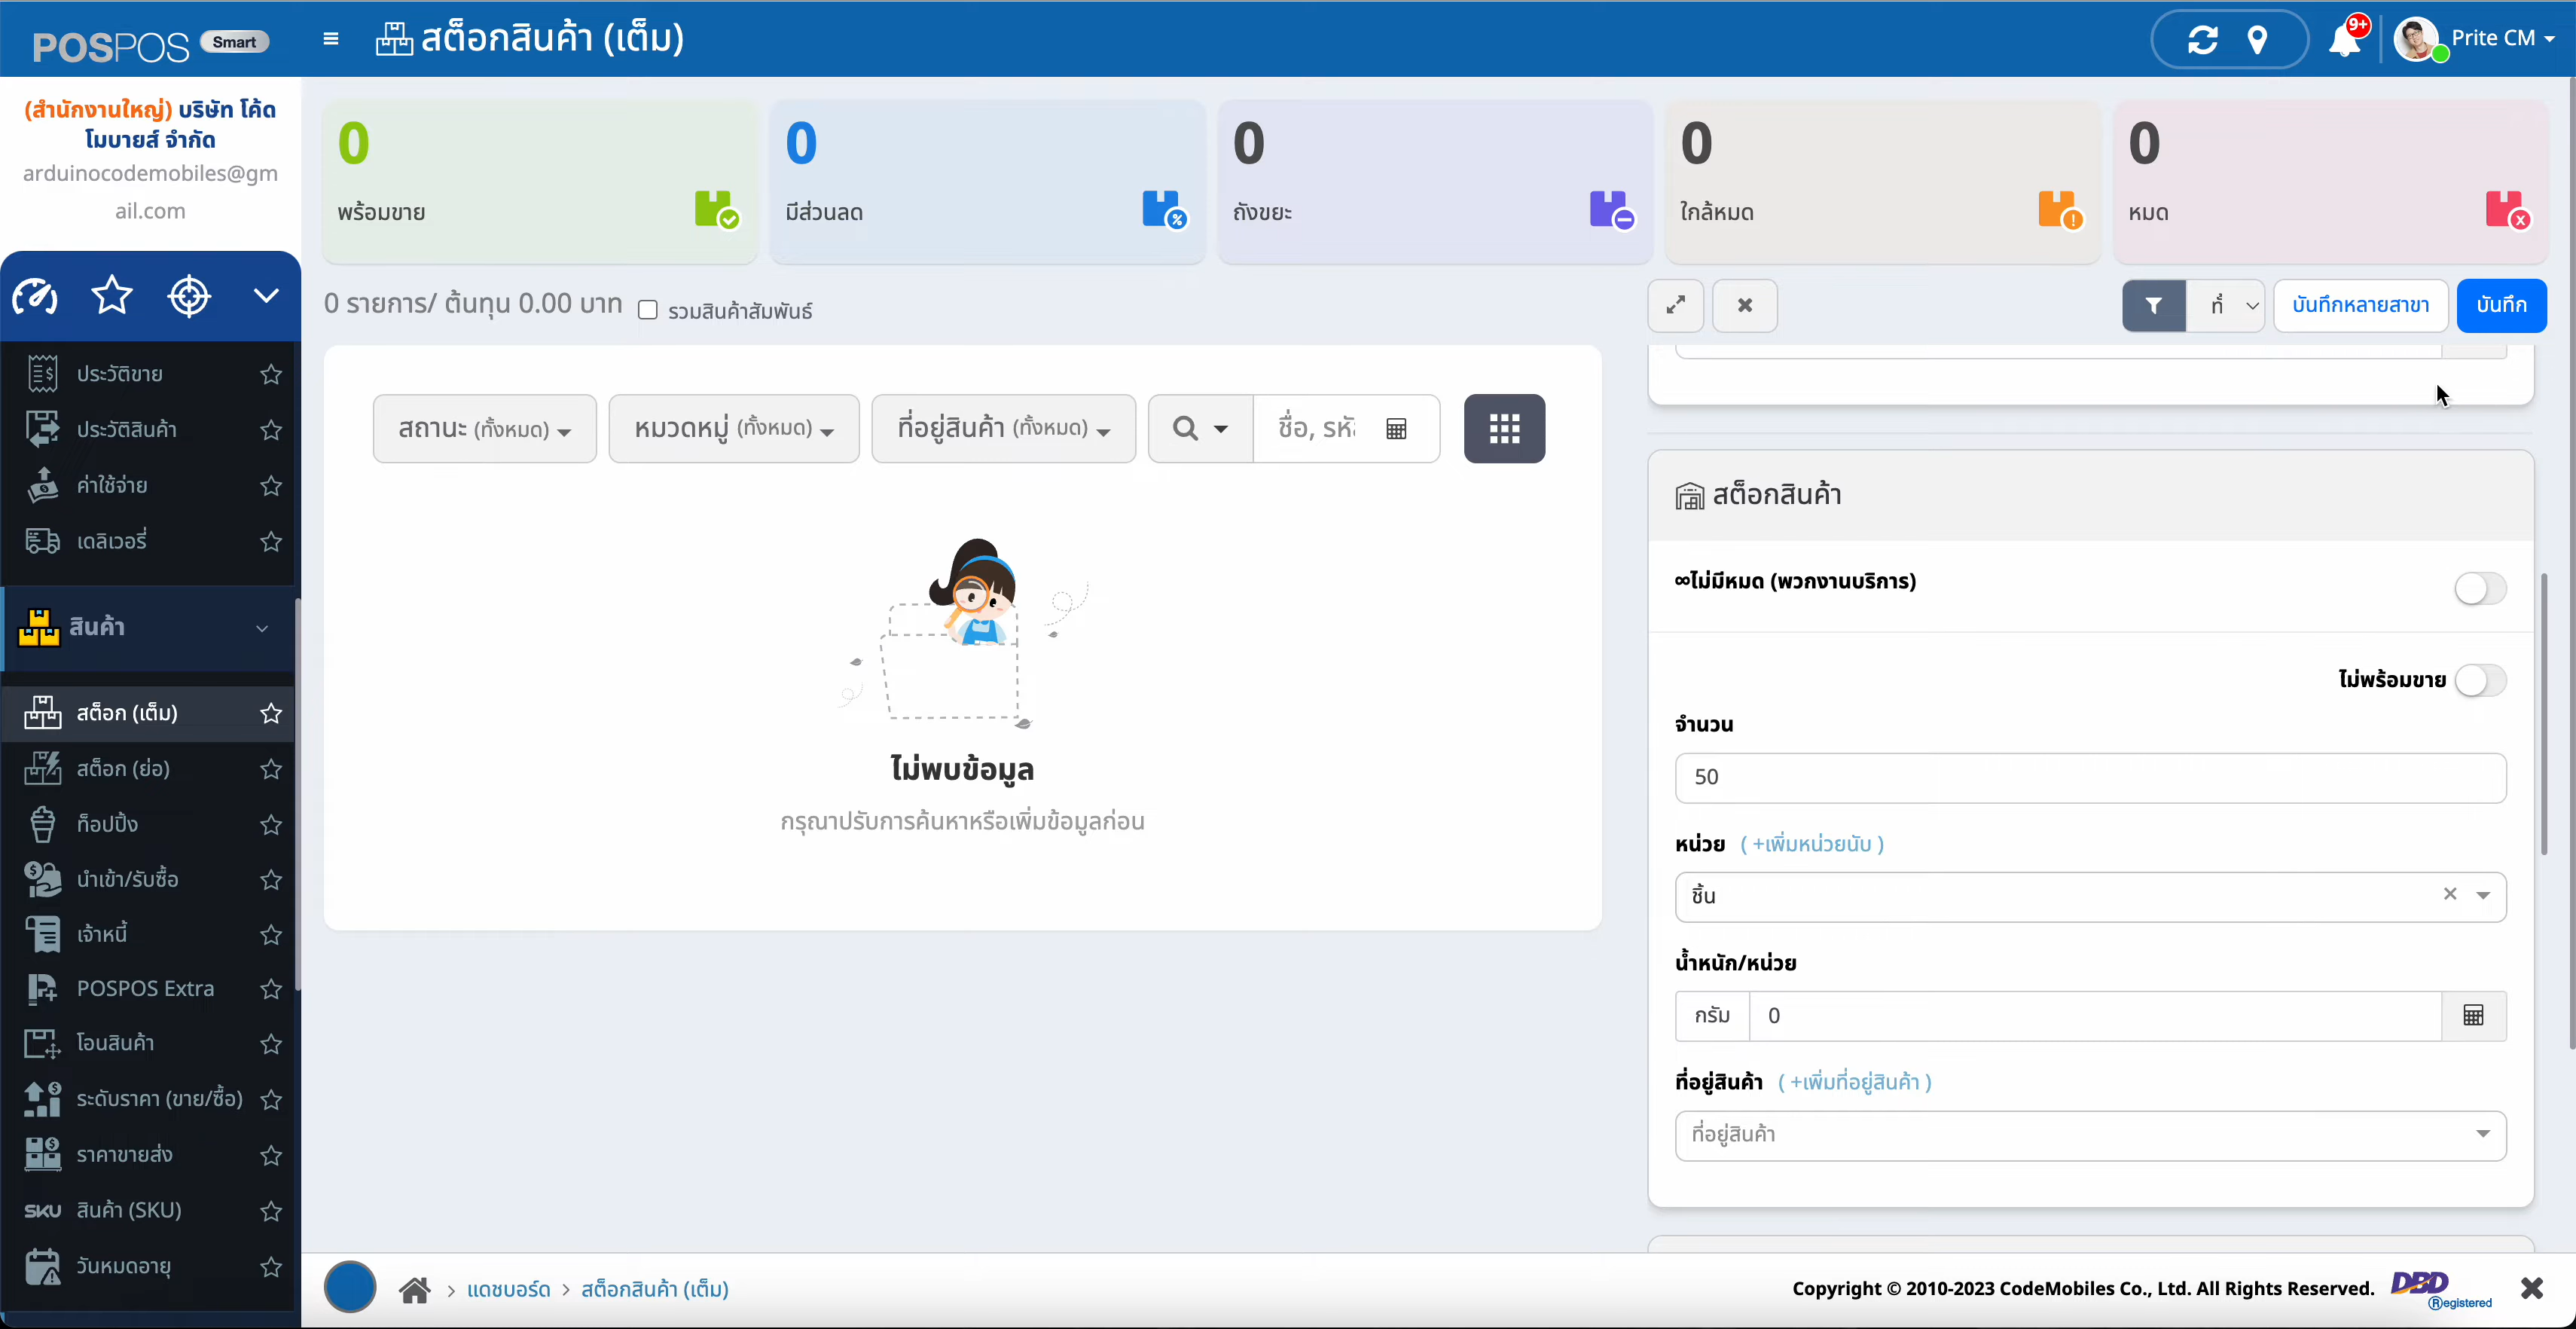 POSPOS Smart
สต็อกสินค้า (เต็ม)
9+
Prite CM
(สำนักงานใหญ่) บริษัท โค้ด
โมบายส์ จำกัด
arduinocodemobiles@gm
ail.com
0
พร้อมขาย
0
มีส่วนลด
0
ถังขยะ
0
ใกล้หมด
0
หมด
0 รายการ/ ต้นทุน 0.00 บาท
รวมสินค้าสัมพันธ์
ทั่
บันทึกหลายสาขา
บันทึก
ประวัติขาย
ประวัติสินค้า
ค่าใช้จ่าย
เดลิเวอรี่
สินค้า
สต็อก (เต็ม)
สต็อก (ย่อ)
ท็อปปิ้ง
นำเข้า/รับซื้อ
เจ้าหนี้
POSPOS Extra
โอนสินค้า
ระดับราคา (ขาย/ซื้อ)
ราคาขายส่ง
SKU สินค้า (SKU)
วันหมดอายุ
สถานะ (ทั้งหมด)
หมวดหมู่ (ทั้งหมด)
ที่อยู่สินค้า (ทั้งหมด)
ชื่อ, รหั
ไม่พบข้อมูล
กรุณาปรับการค้นหาหรือเพิ่มข้อมูลก่อน
สต็อกสินค้า
∞ไม่มีหมด (พวกงานบริการ)
ไม่พร้อมขาย
จำนวน
50
หน่วย ( +เพิ่มหน่วยนับ )
ชิ้น
น้ำหนัก/หน่วย
กรัม 0
ที่อยู่สินค้า ( +เพิ่มที่อยู่สินค้า )
ที่อยู่สินค้า
> แดชบอร์ด > สต็อกสินค้า (เต็ม)
Copyright © 2010-2023 CodeMobiles Co., Ltd. All Rights Reserved.
DBD
Registered